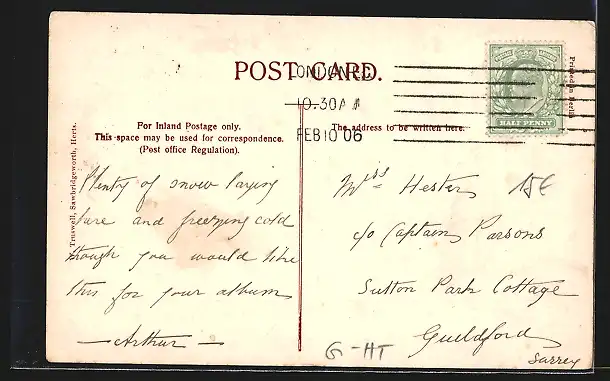 POST CARD.
LONDON. E.C
10.30 AM
FEB 10 06
HALF PENNY
Printed in Berlin
Truswell, Sawbridgeworth, Herts.
For Inland Postage only.
This space may be used for correspondence.
(Post office Regulation).
The address to be written here.
Plenty of snow laying
here and freezing cold
though you would like
this for your album
— Arthur —
Mrs Hester
15€
c/o Captain Parsons
Sutton Park Cottage
Guildford
Surrey
G-HT